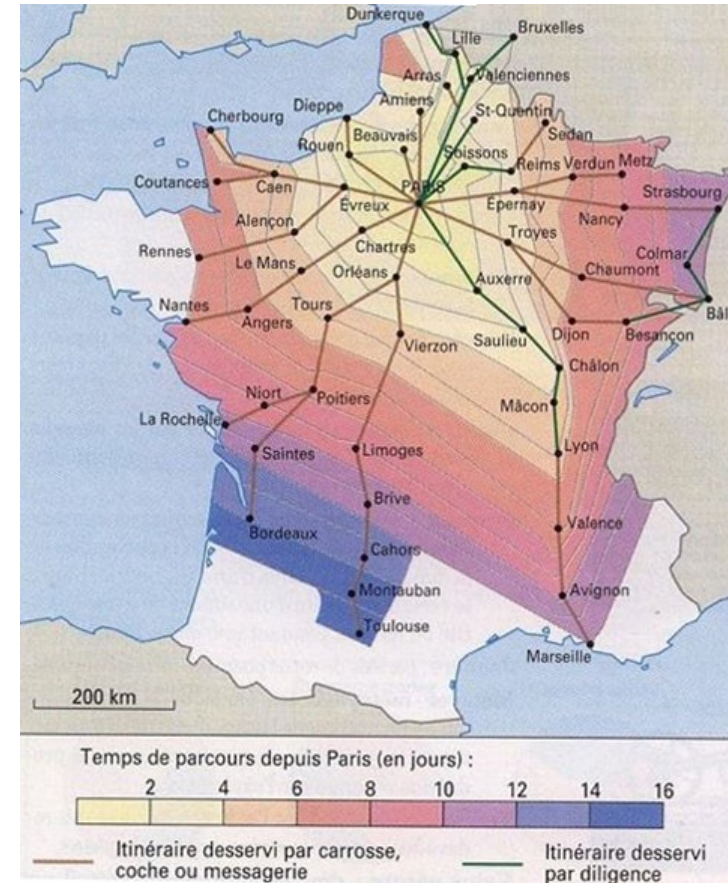 Dunkerque
Bruxelles
Lille
Arras
Valenciennes
Amiens
Dieppe
St-Quentin
Cherbourg
Beauvais
Sedan
Rouen
Soissons
Reims
Verdun
Metz
Coutances
Caen
PARIS
Strasbourg
Évreux
Épernay
Nancy
Alençon
Troyes
Rennes
Chartres
Colmar
Le Mans
Orléans
Chaumont
Auxerre
Nantes
Tours
Bâl
Angers
Saulieu
Dijon
Besançon
Vierzon
Châlon
Niort
Poitiers
Mâcon
La Rochelle
Saintes
Limoges
Lyon
Brive
Bordeaux
Valence
Cahors
Montauban
Avignon
Toulouse
Marseille
200 km
Temps de parcours depuis Paris (en jours) :
2 4 6 8 10 12 14 16
Itinéraire desservi par carrosse,
coche ou messagerie
Itinéraire desservi
par diligence